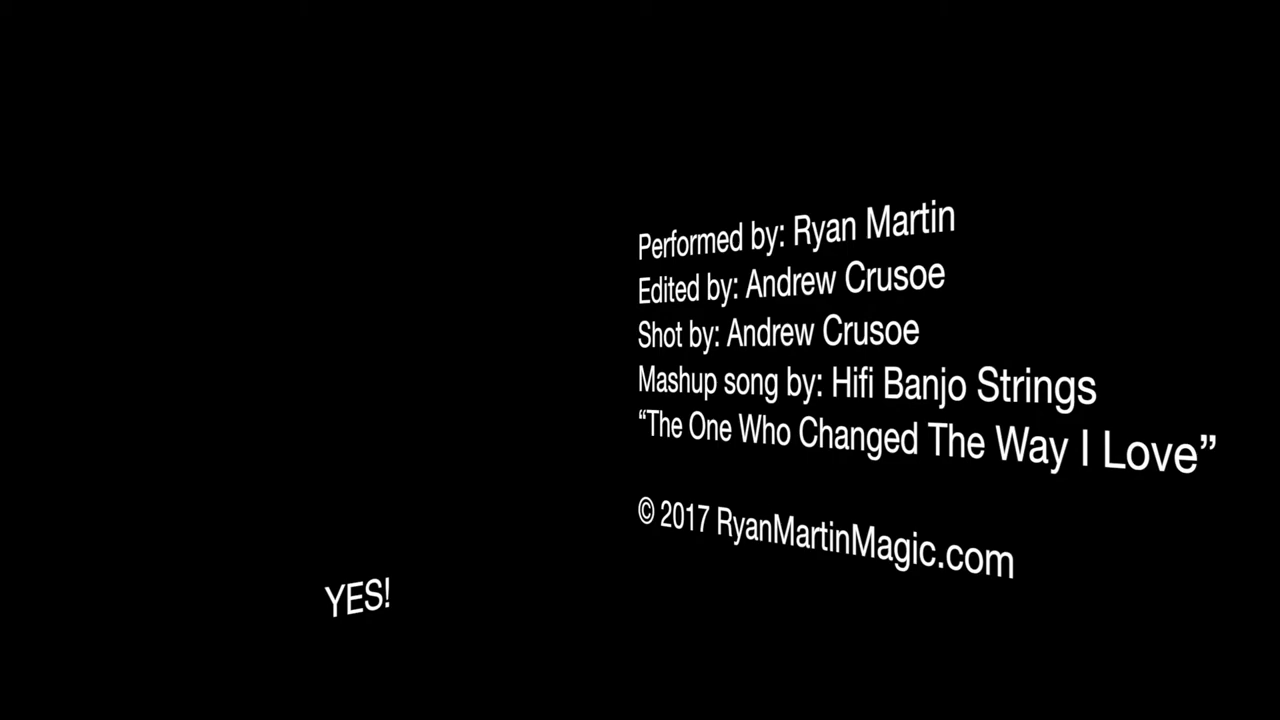 Performed by: Ryan Martin
Edited by: Andrew Crusoe
Shot by: Andrew Crusoe
Mashup song by: Hifi Banjo Strings
“The One Who Changed The Way I Love”
© 2017 RyanMartinMagic.com
YES!